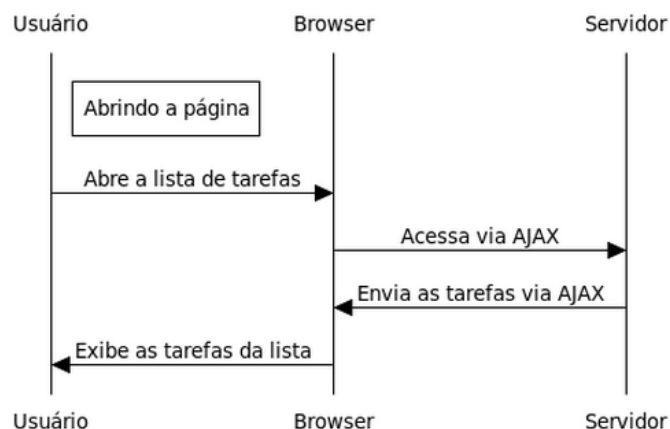 Usuário
Browser
Servidor
Abrindo a página
Abre a lista de tarefas
Acessa via AJAX
Envia as tarefas via AJAX
Exibe as tarefas da lista
Usuário
Browser
Servidor